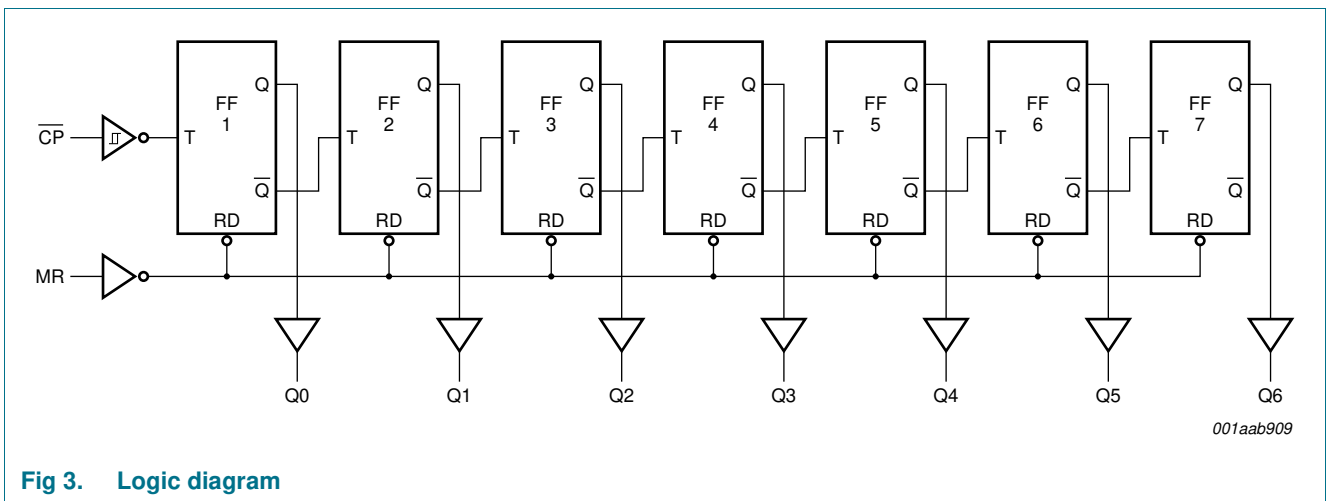 Q Q Q Q Q Q Q
FF FF FF FF FF FF FF
1 2 3 4 5 6 7
C̅P̅ T T T T T T T
Q̅ Q̅ Q̅ Q̅ Q̅ Q̅ Q̅
RD RD RD RD RD RD RD
MR
Q0 Q1 Q2 Q3 Q4 Q5 Q6
001aab909
Fig 3. Logic diagram